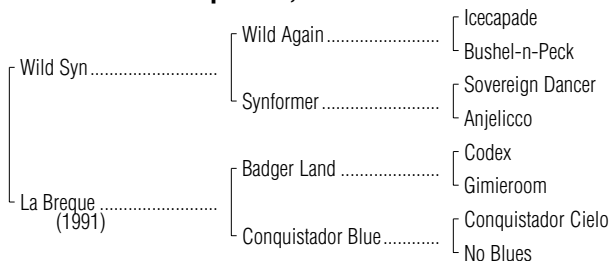 Icecapade
Wild Again
Bushel-n-Peck
Wild Syn
Sovereign Dancer
Synformer
Anjelicco
Codex
Badger Land
Gimieroom
La Breque
(1991)
Conquistador Cielo
Conquistador Blue
No Blues